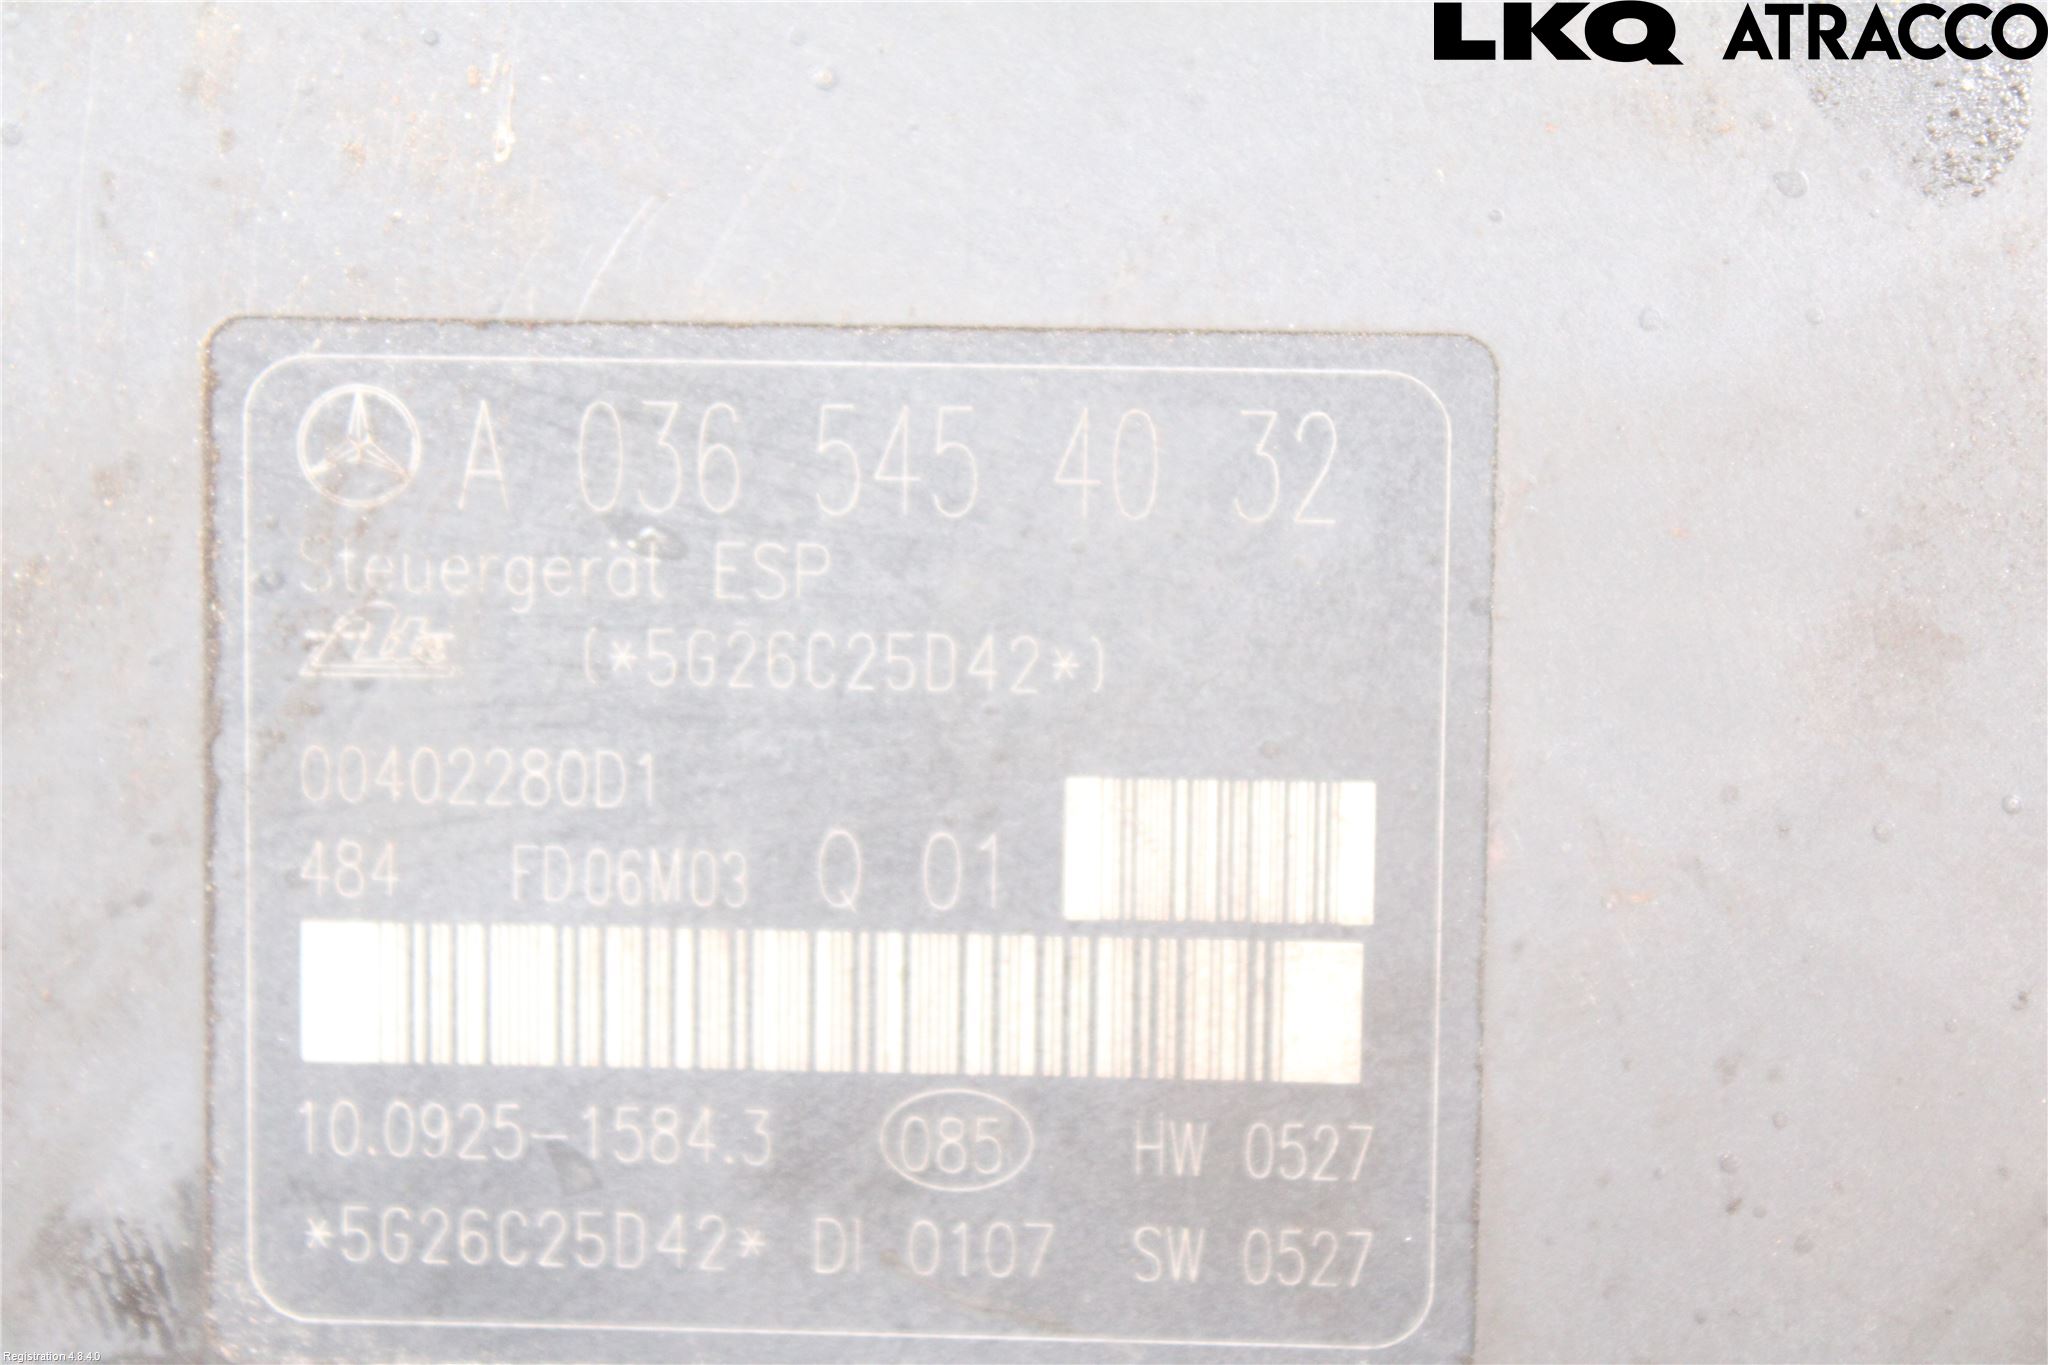 LKQ ATRACCO
A 036 545 40 32
Steuergerät ESP
Ate (*5G26C25D42*)
00402280D1
484 FD06M03 Q 01
10.0925-1584.3 085 HW 0527
*5G26C25D42* DI 0107 SW 0527
Registration 4.8.4.0